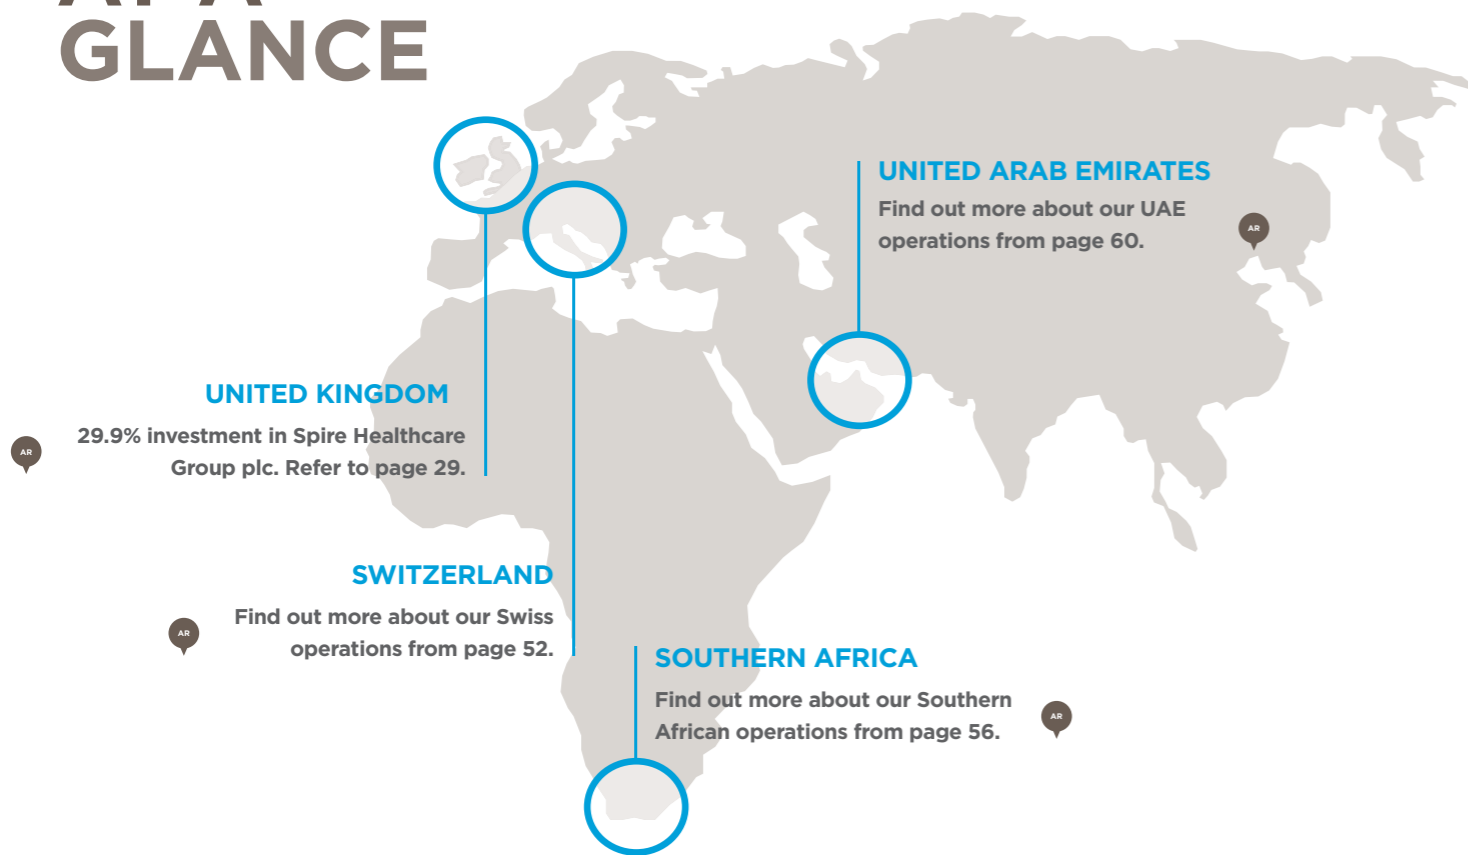 GLANCE
UNITED ARAB EMIRATES
Find out more about our UAE
operations from page 60.
AR
UNITED KINGDOM
29.9% investment in Spire Healthcare
Group plc. Refer to page 29.
AR
SWITZERLAND
Find out more about our Swiss
operations from page 52.
AR
SOUTHERN AFRICA
Find out more about our Southern
African operations from page 56.
AR